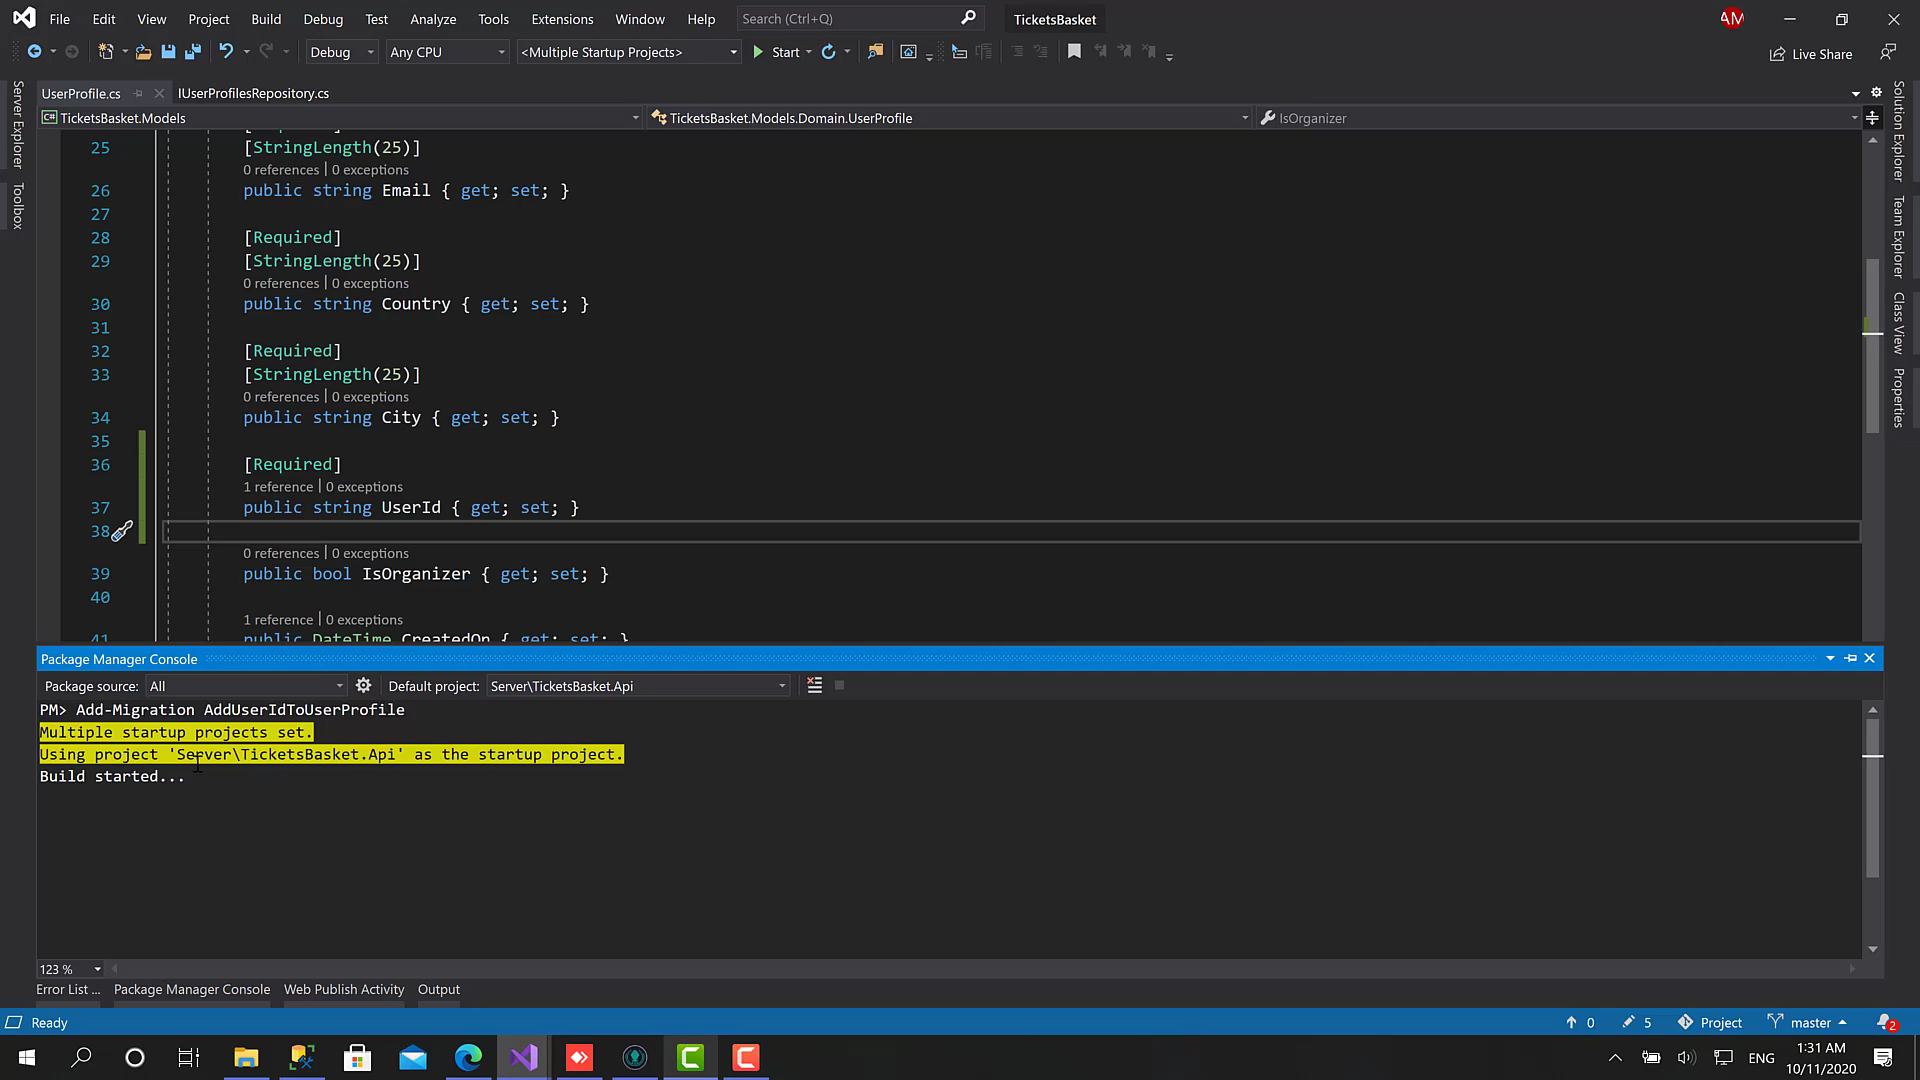 File Edit View Project Build Debug Test Analyze Tools Extensions Window Help Search (Ctrl+Q) TicketsBasket AM
Debug Any CPU <Multiple Startup Projects> Start Live Share
UserProfile.cs IUserProfilesRepository.cs
Server Explorer
Toolbox
C# TicketsBasket.Models TicketsBasket.Models.Domain.UserProfile IsOrganizer
25 [StringLength(25)]
0 references | 0 exceptions
26 public string Email { get; set; }
27
28 [Required]
29 [StringLength(25)]
0 references | 0 exceptions
30 public string Country { get; set; }
31
32 [Required]
33 [StringLength(25)]
0 references | 0 exceptions
34 public string City { get; set; }
35
36 [Required]
1 reference | 0 exceptions
37 public string UserId { get; set; }
38
0 references | 0 exceptions
39 public bool IsOrganizer { get; set; }
40
1 reference | 0 exceptions
41 public DateTime CreatedOn { get; set; }
Solution Explorer
Team Explorer
Class View
Properties
Package Manager Console
Package source: All Default project: Server\TicketsBasket.Api
PM> Add-Migration AddUserIdToUserProfile
Multiple startup projects set.
Using project 'Server\TicketsBasket.Api' as the startup project.
Build started...
123 %
Error List ... Package Manager Console Web Publish Activity Output
Ready 0 5 Project master 2
ENG 1:31 AM
10/11/2020